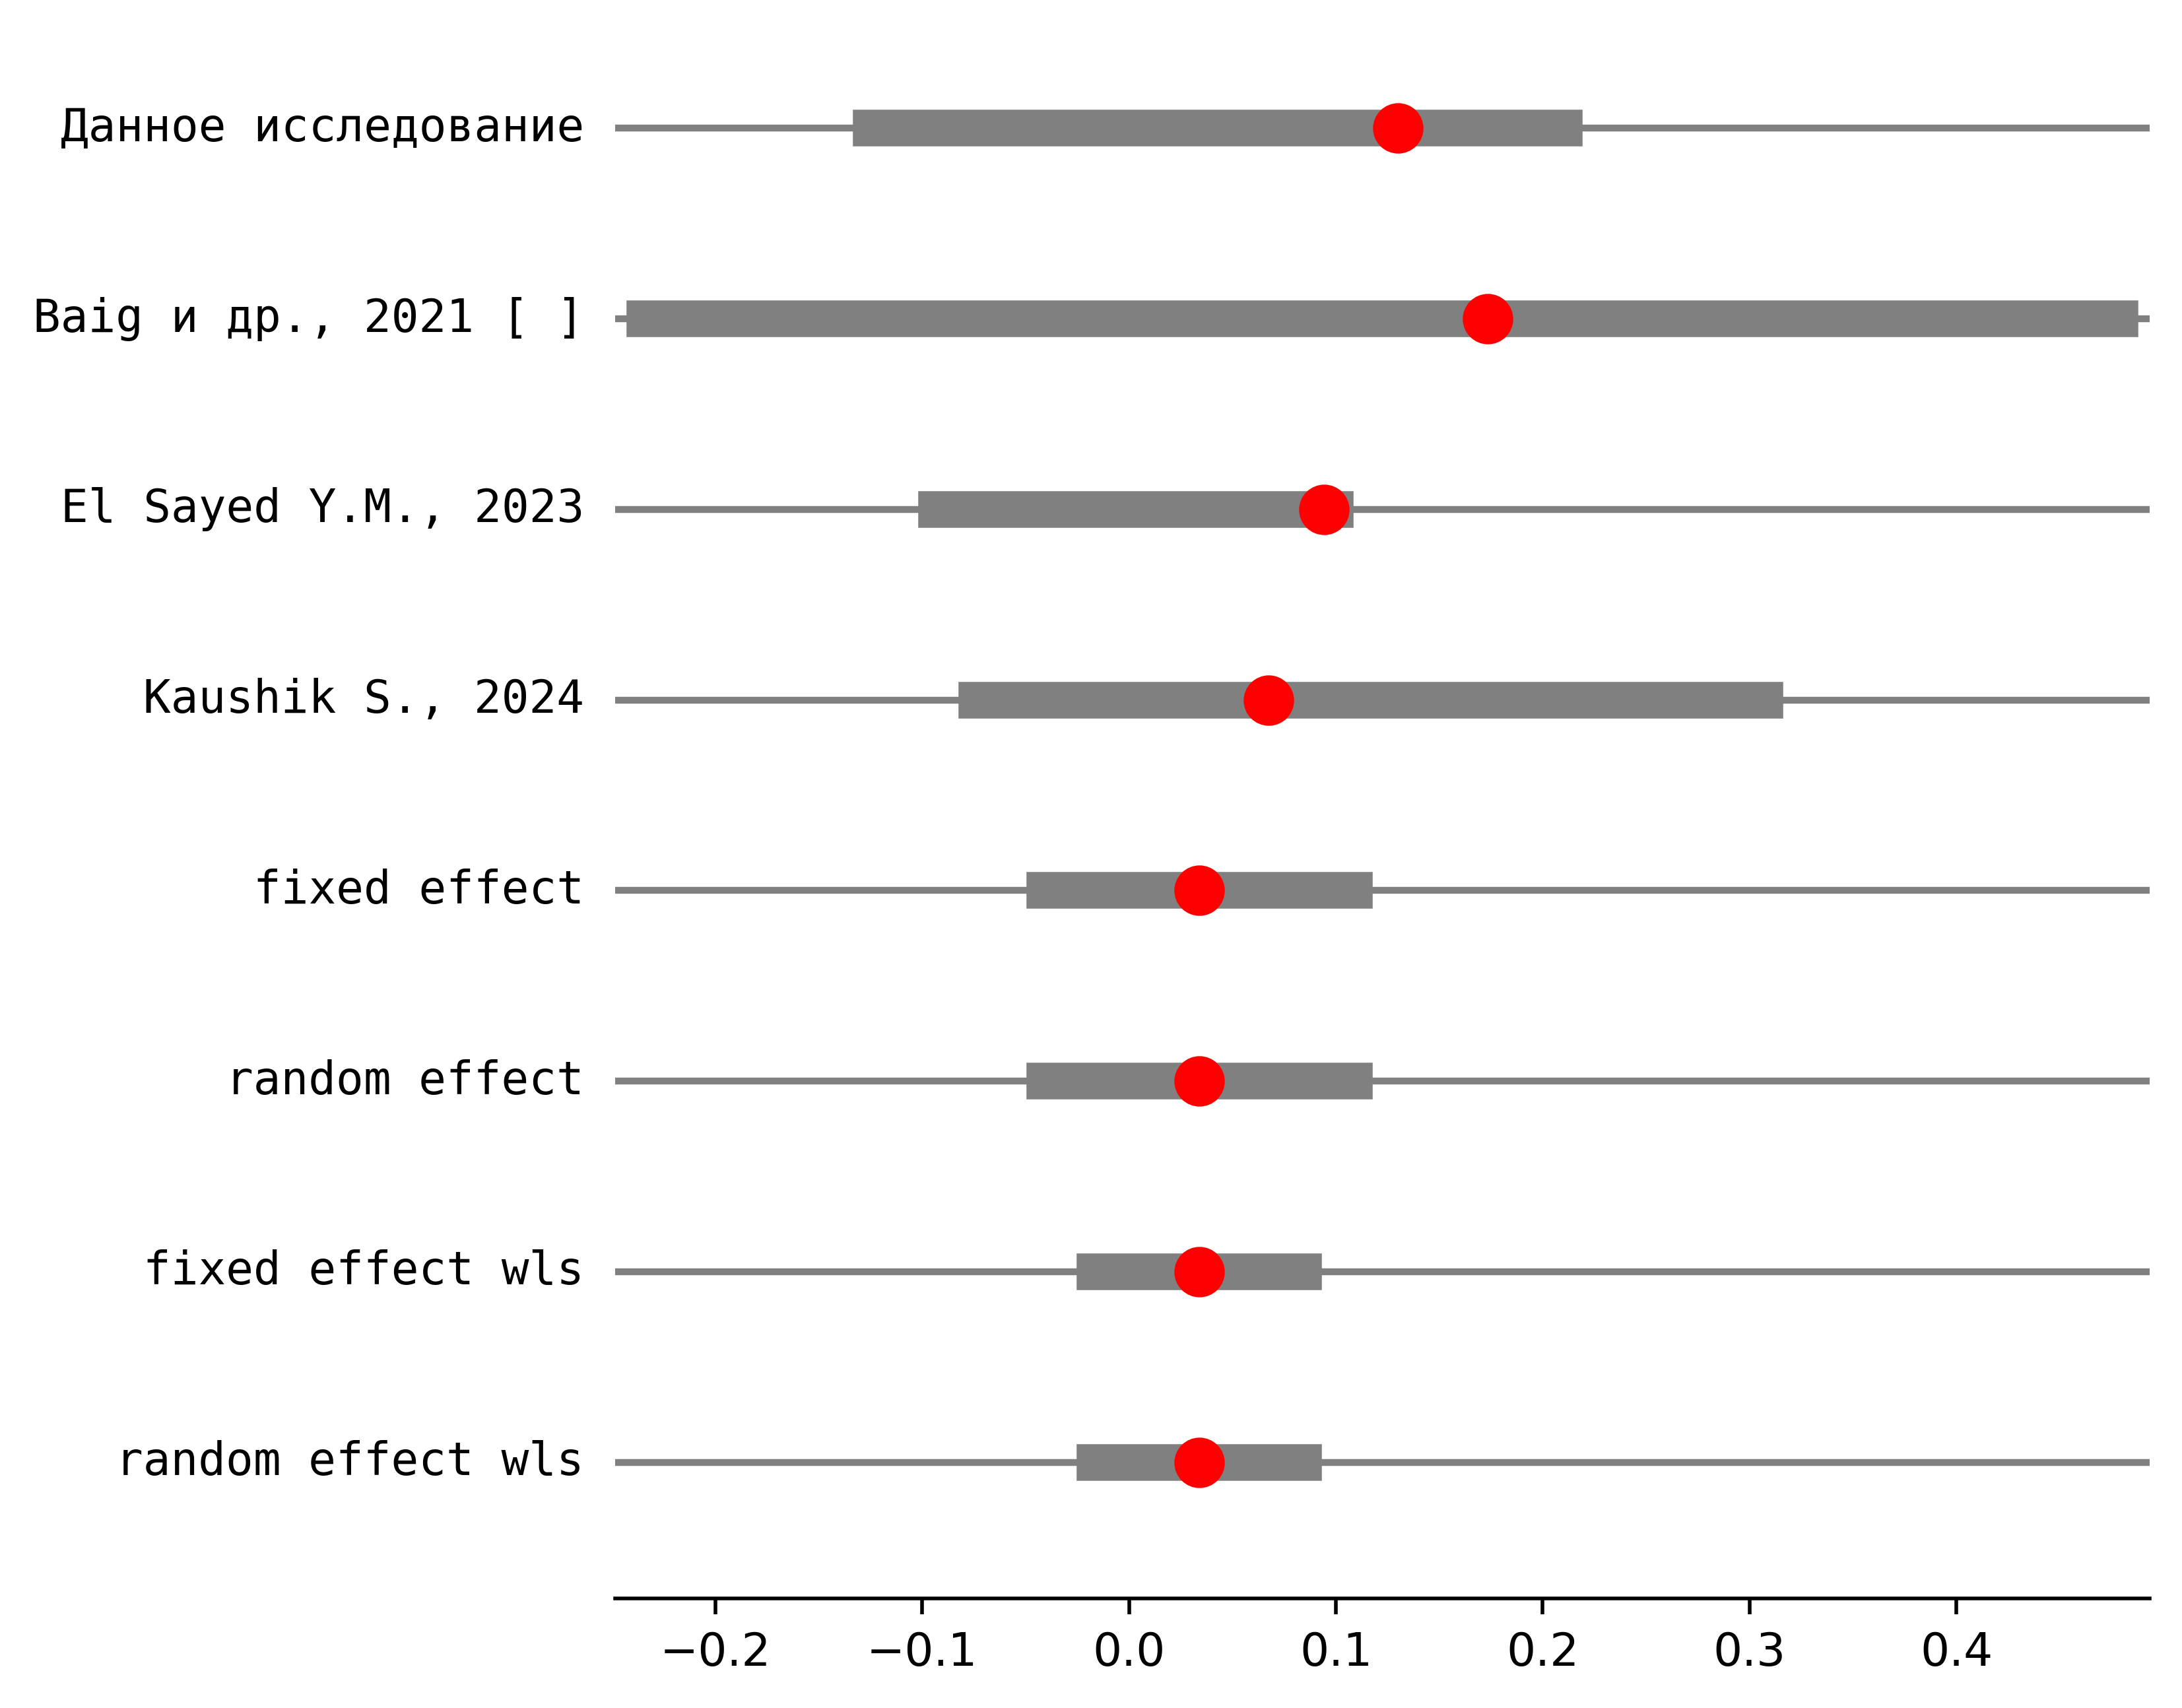 Данное исследование
Baig и др., 2021 [ ]
El Sayed Y.M., 2023
Kaushik S., 2024
fixed effect
random effect
fixed effect wls
random effect wls
−0.2 −0.1 0.0 0.1 0.2 0.3 0.4